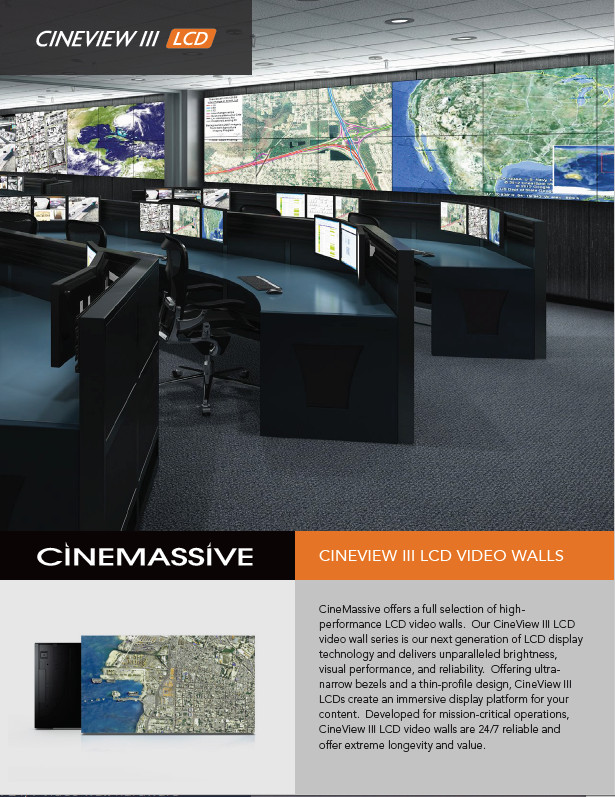 CINEVIEW III LCD
CINEMASSIVE
CINEVIEW III LCD VIDEO WALLS
CineMassive offers a full selection of high-
performance LCD video walls. Our CineView III LCD
video wall series is our next generation of LCD display
technology and delivers unparalleled brightness,
visual performance, and reliability. Offering ultra-
narrow bezels and a thin-profile design, CineView III
LCDs create an immersive display platform for your
content. Developed for mission-critical operations,
CineView III LCD video walls are 24/7 reliable and
offer extreme longevity and value.